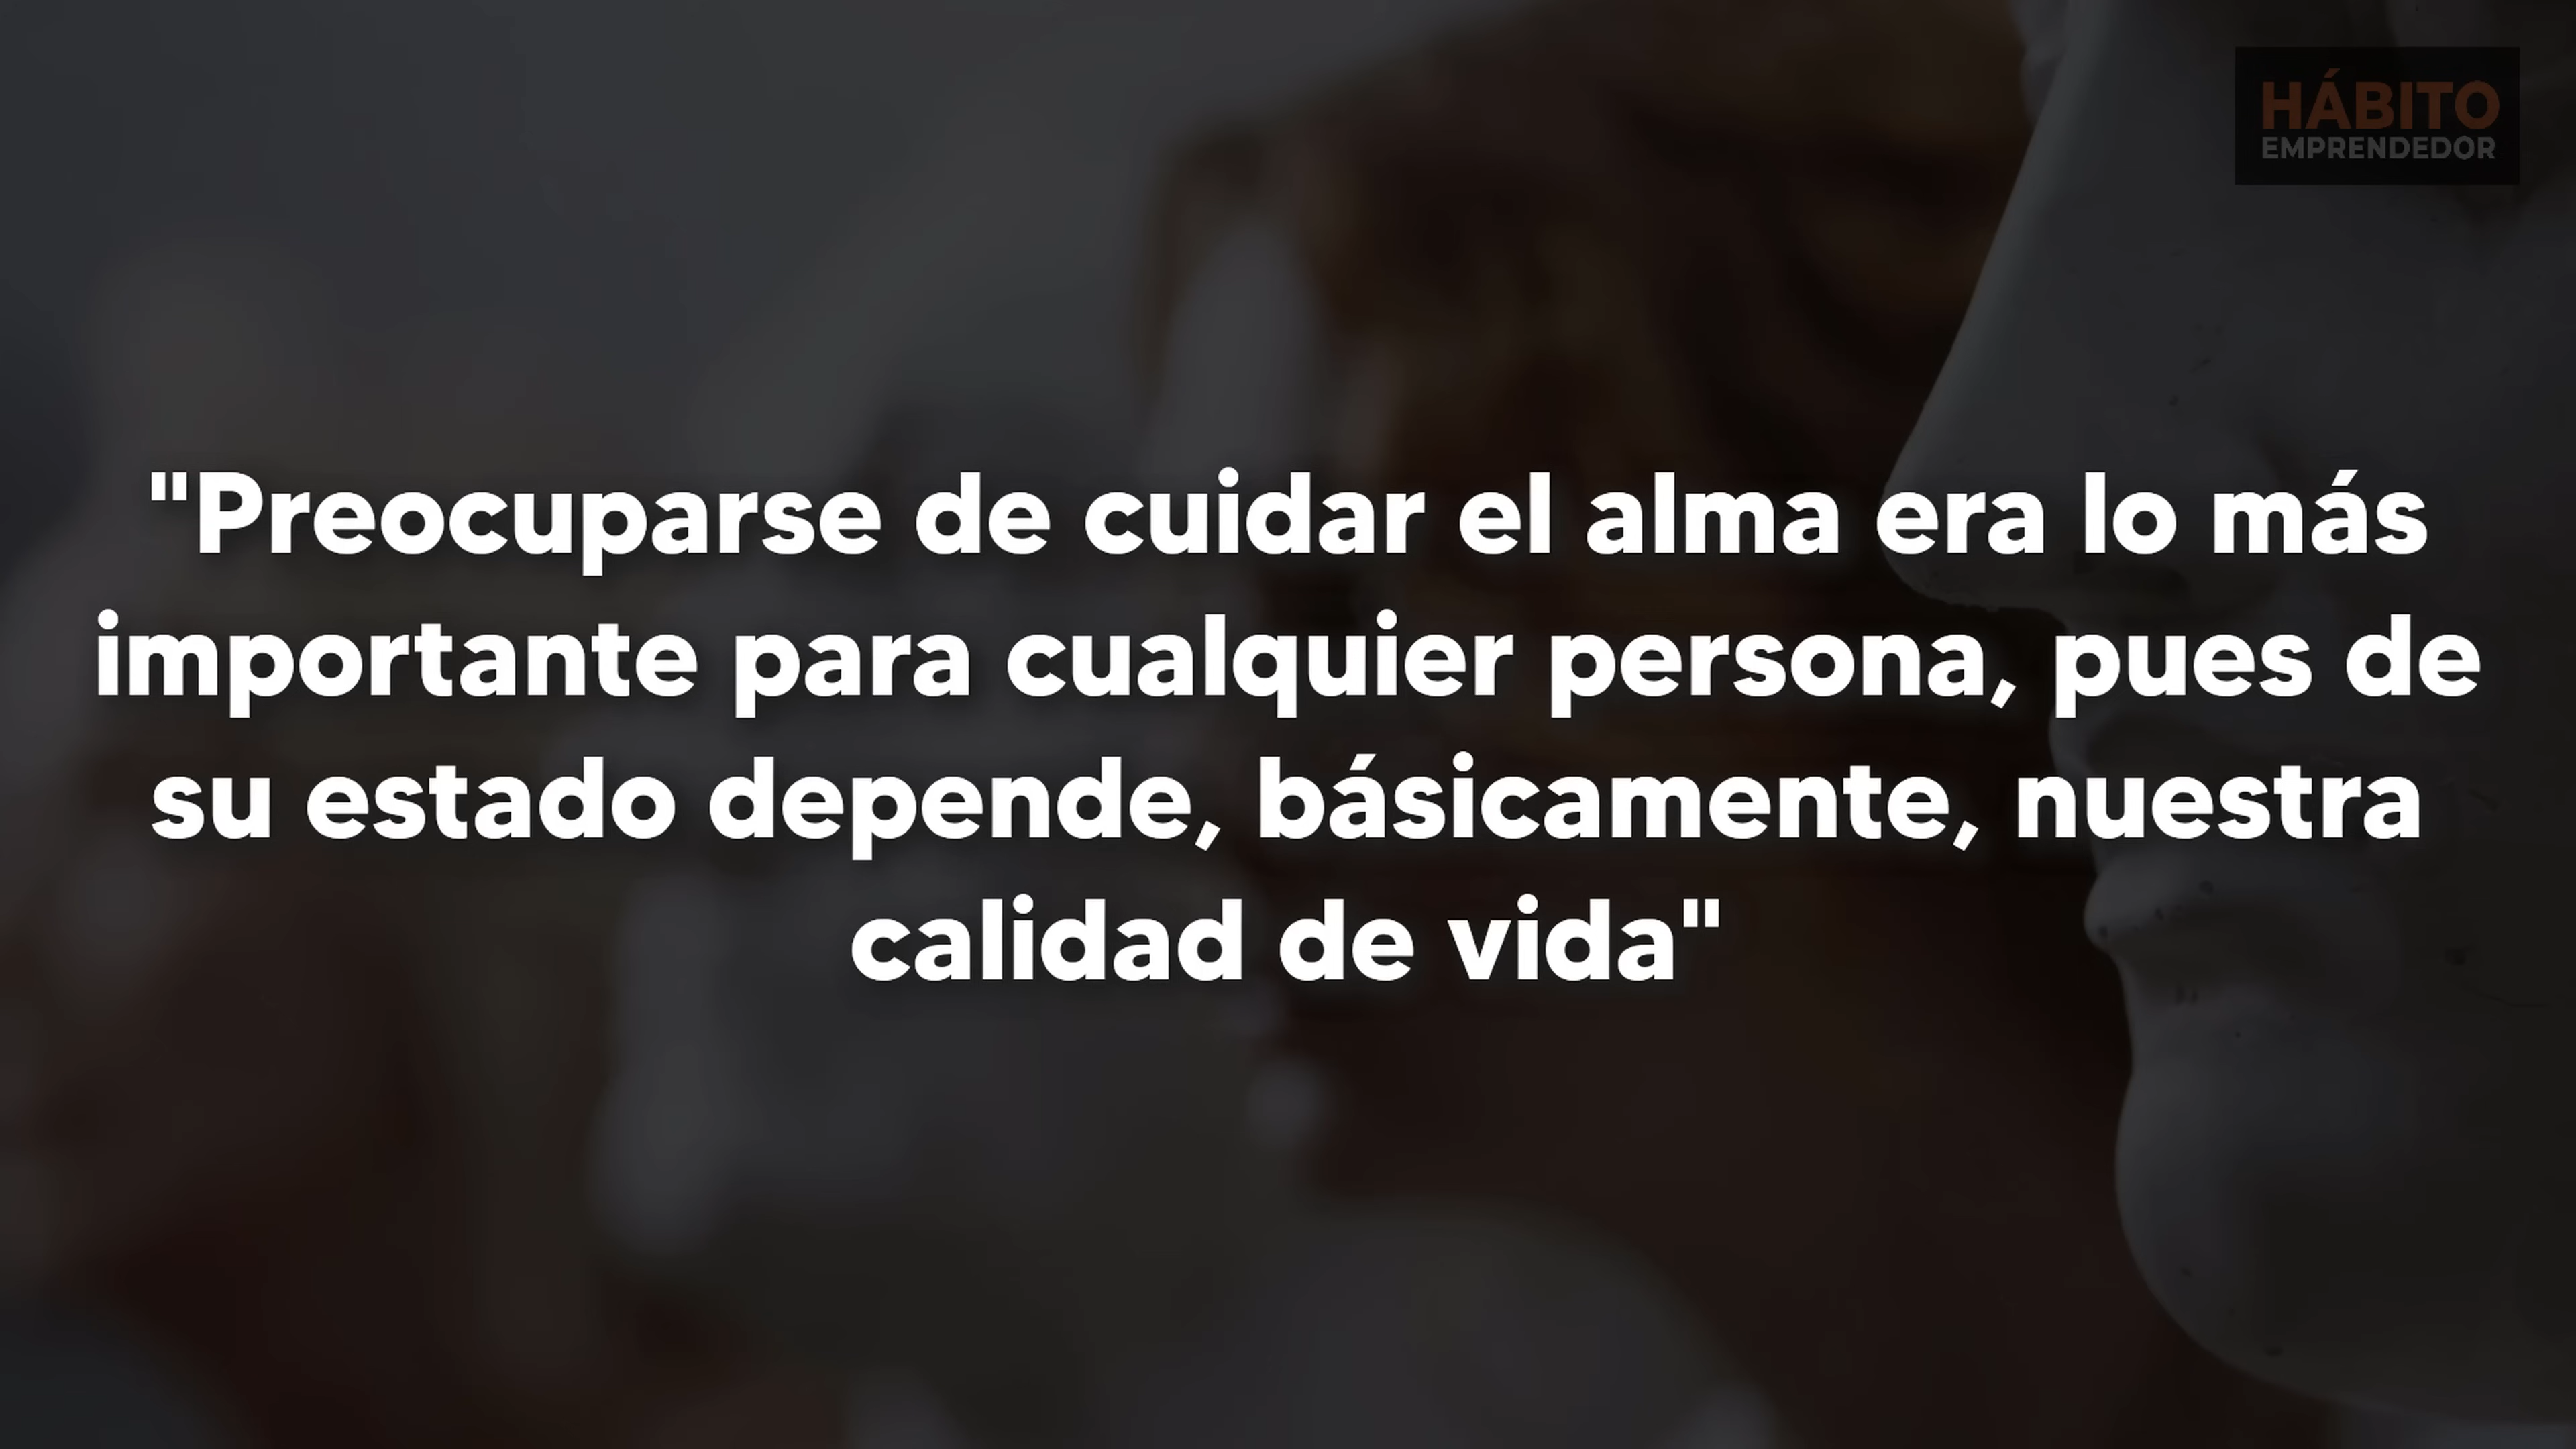 HÁBITO
EMPRENDEDOR
"Preocuparse de cuidar el alma era lo más
importante para cualquier persona, pues de
su estado depende, básicamente, nuestra
calidad de vida"